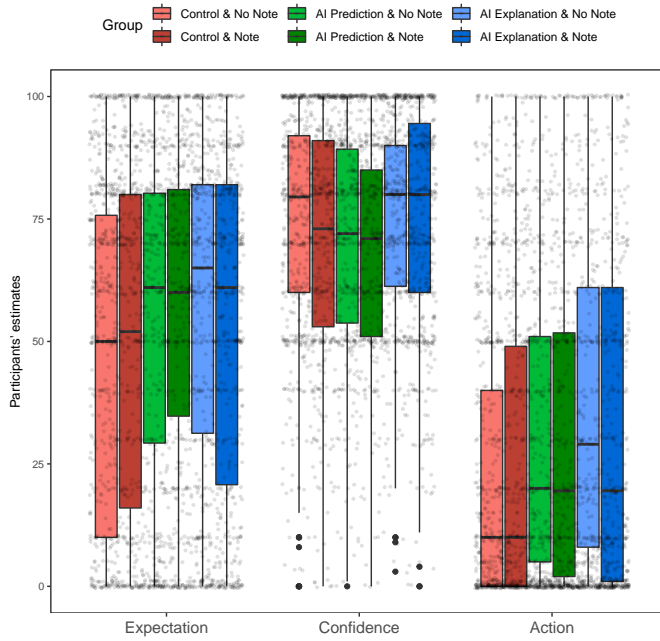 Group
Control & No Note
AI Prediction & No Note
AI Explanation & No Note
Control & Note
AI Prediction & Note
AI Explanation & Note
100
75
50
25
0
Participants' estimates
Expectation
Confidence
Action